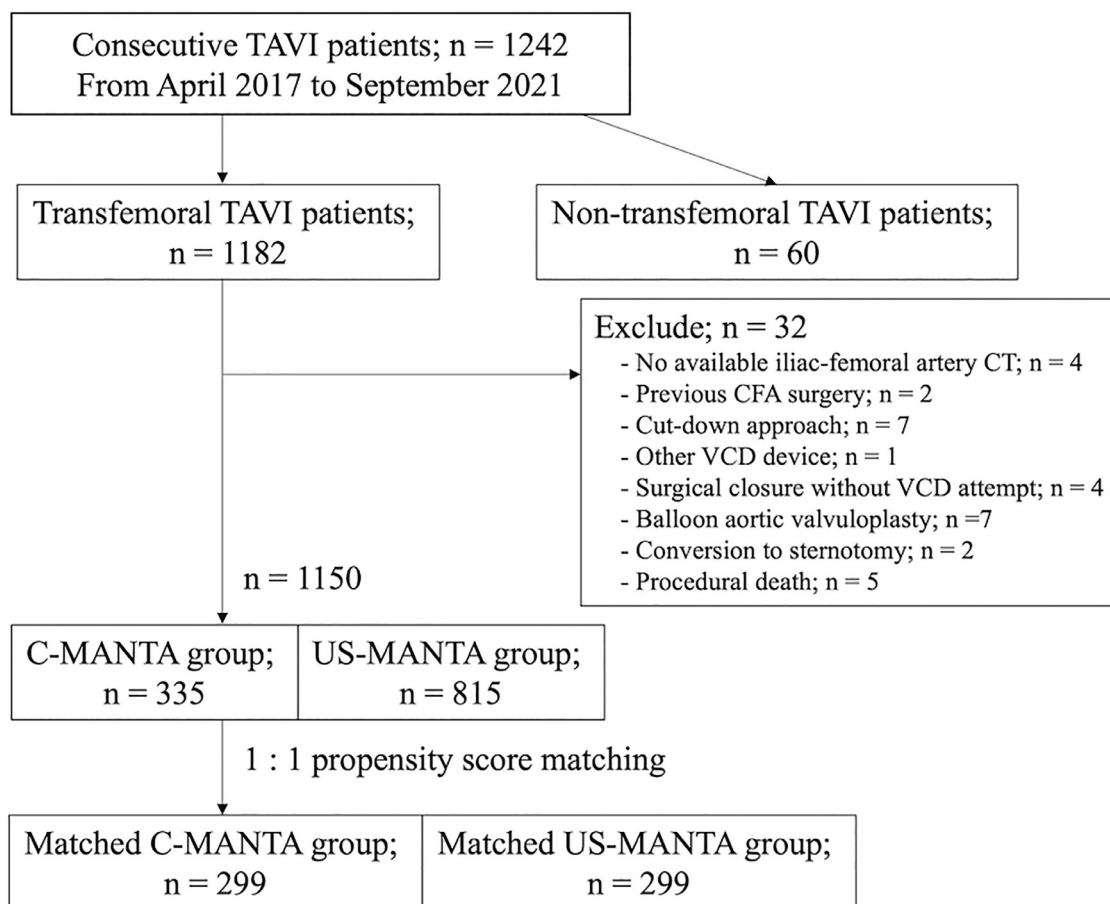 Consecutive TAVI patients; n = 1242
From April 2017 to September 2021
Transfemoral TAVI patients;
n = 1182
Non-transfemoral TAVI patients;
n = 60
Exclude; n = 32
- No available iliac-femoral artery CT; n = 4
- Previous CFA surgery; n = 2
- Cut-down approach; n = 7
- Other VCD device; n = 1
- Surgical closure without VCD attempt; n = 4
- Balloon aortic valvuloplasty; n =7
- Conversion to sternotomy; n = 2
- Procedural death; n = 5
n = 1150
C-MANTA group;
n = 335
US-MANTA group;
n = 815
1 : 1 propensity score matching
Matched C-MANTA group;
n = 299
Matched US-MANTA group;
n = 299